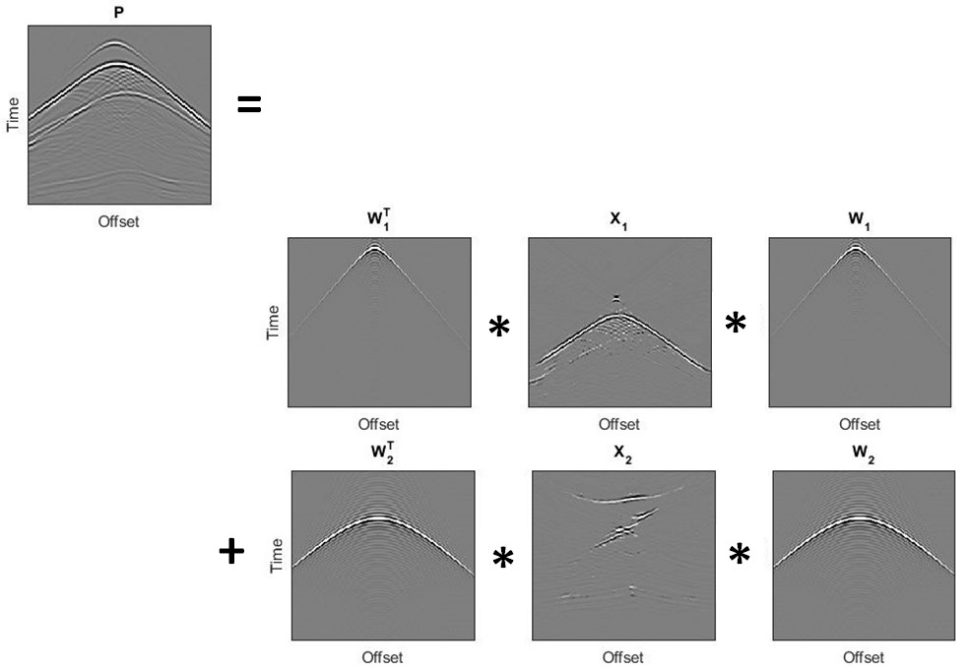 P
Time
=
Offset
W₁ᵀ X₁ W₁
Time
* *
Offset Offset Offset
W₂ᵀ X₂ W₂
Time
+ * *
Offset Offset Offset